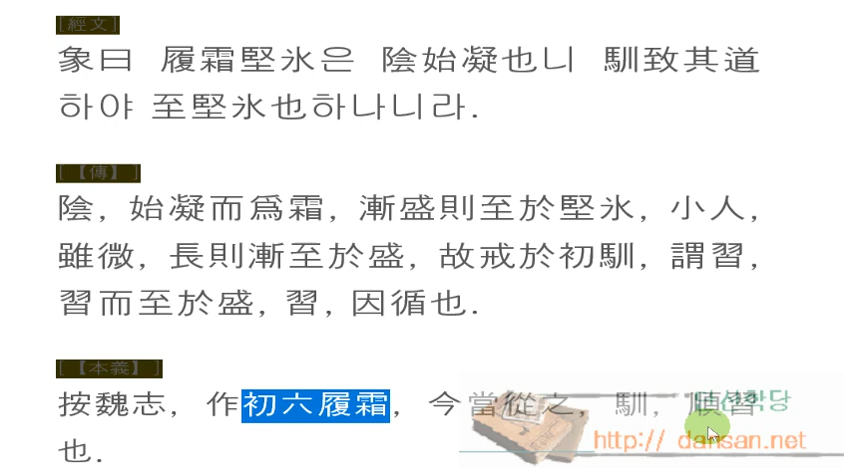 [經文]
象曰 履霜堅氷은 陰始凝也니 馴致其道
하야 至堅氷也하나니라.
[【傳】]
陰, 始凝而爲霜, 漸盛則至於堅氷, 小人,
雖微, 長則漸至於盛, 故戒於初馴, 謂習,
習而至於盛, 習, 因循也.
[【本義】]
按魏志, 作初六履霜, 今當從之, 馴, 順習
也.
단선학당
http:// dansan.net